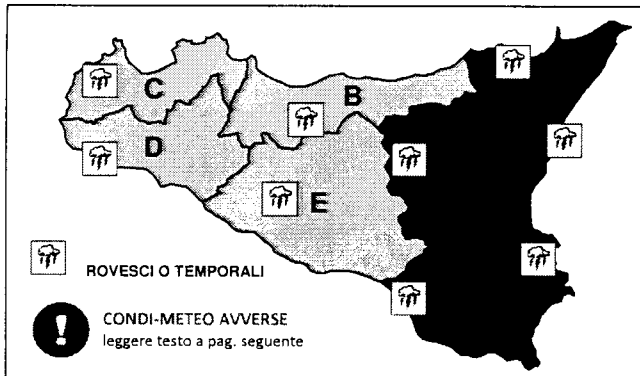 B
C
D
E
ROVESCI O TEMPORALI
!
CONDI-METEO AVVERSE
leggere testo a pag. seguente